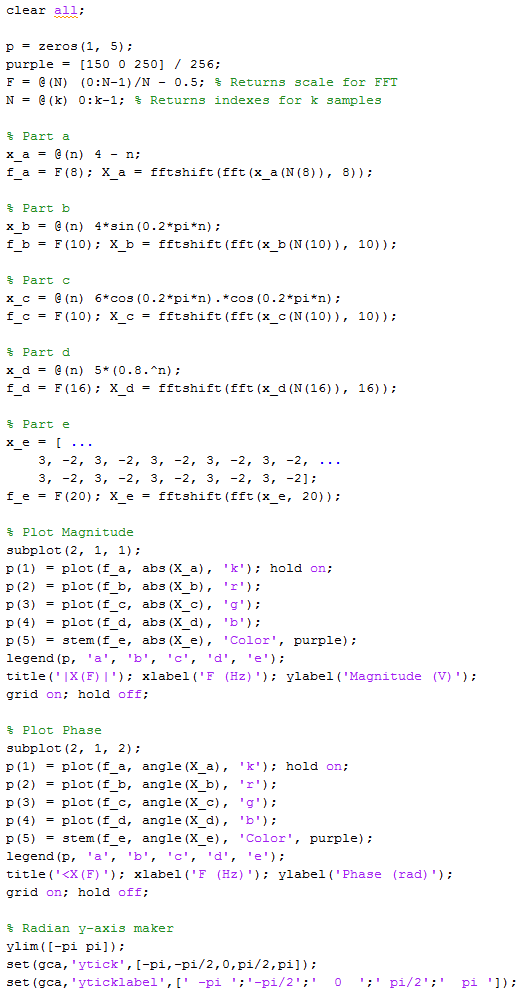 clear all;
p = zeros(1, 5);
purple = [150 0 250] / 256;
F = @(N) (0:N-1)/N - 0.5; % Returns scale for FFT
N = @(k) 0:k-1; % Returns indexes for k samples
% Part a
x_a = @(n) 4 - n;
f_a = F(8); X_a = fftshift(fft(x_a(N(8)), 8));
% Part b
x_b = @(n) 4*sin(0.2*pi*n);
f_b = F(10); X_b = fftshift(fft(x_b(N(10)), 10));
% Part c
x_c = @(n) 6*cos(0.2*pi*n).*cos(0.2*pi*n);
f_c = F(10); X_c = fftshift(fft(x_c(N(10)), 10));
% Part d
x_d = @(n) 5*(0.8.^n);
f_d = F(16); X_d = fftshift(fft(x_d(N(16)), 16));
% Part e
x_e = [ ...
    3, -2, 3, -2, 3, -2, 3, -2, 3, -2, ...
    3, -2, 3, -2, 3, -2, 3, -2, 3, -2];
f_e = F(20); X_e = fftshift(fft(x_e, 20));
% Plot Magnitude
subplot(2, 1, 1);
p(1) = plot(f_a, abs(X_a), 'k'); hold on;
p(2) = plot(f_b, abs(X_b), 'r');
p(3) = plot(f_c, abs(X_c), 'g');
p(4) = plot(f_d, abs(X_d), 'b');
p(5) = stem(f_e, abs(X_e), 'Color', purple);
legend(p, 'a', 'b', 'c', 'd', 'e');
title('|X(F)|'); xlabel('F (Hz)'); ylabel('Magnitude (V)');
grid on; hold off;
% Plot Phase
subplot(2, 1, 2);
p(1) = plot(f_a, angle(X_a), 'k'); hold on;
p(2) = plot(f_b, angle(X_b), 'r');
p(3) = plot(f_c, angle(X_c), 'g');
p(4) = plot(f_d, angle(X_d), 'b');
p(5) = stem(f_e, angle(X_e), 'Color', purple);
legend(p, 'a', 'b', 'c', 'd', 'e');
title('<X(F)'); xlabel('F (Hz)'); ylabel('Phase (rad)');
grid on; hold off;
% Radian y-axis maker
ylim([-pi pi]);
set(gca,'ytick',[-pi,-pi/2,0,pi/2,pi]);
set(gca,'yticklabel',[' -pi ';'-pi/2';'  0  ';' pi/2';'  pi ']);